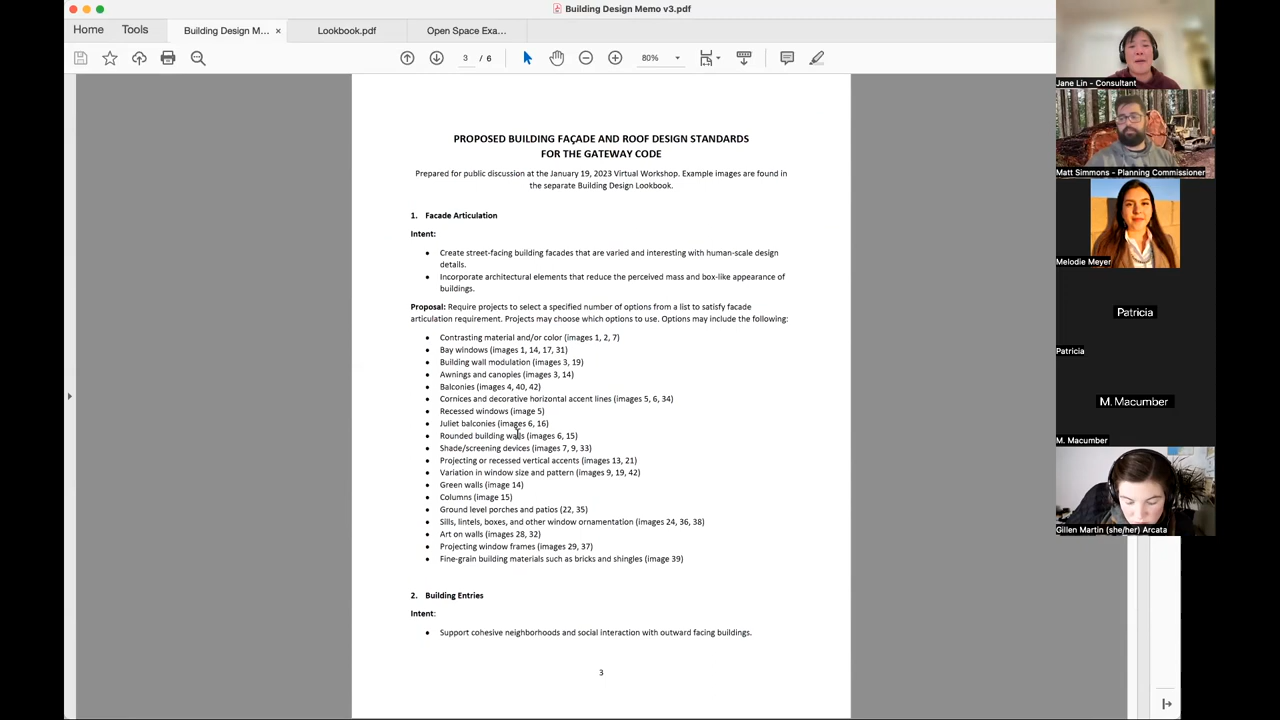 Building Design Memo v3.pdf
Home
Tools
Building Design M... ×
Lookbook.pdf
Open Space Exa...
3 / 6
80%
PROPOSED BUILDING FAÇADE AND ROOF DESIGN STANDARDS
FOR THE GATEWAY CODE
Prepared for public discussion at the January 19, 2023 Virtual Workshop. Example images are found in
the separate Building Design Lookbook.
1. Facade Articulation
Intent:
• Create street-facing building facades that are varied and interesting with human-scale design
details.
• Incorporate architectural elements that reduce the perceived mass and box-like appearance of
buildings.
Proposal: Require projects to select a specified number of options from a list to satisfy facade
articulation requirement. Projects may choose which options to use. Options may include the following:
• Contrasting material and/or color (images 1, 2, 7)
• Bay windows (images 1, 14, 17, 31)
• Building wall modulation (images 3, 19)
• Awnings and canopies (images 3, 14)
• Balconies (images 4, 40, 42)
• Cornices and decorative horizontal accent lines (images 5, 6, 34)
• Recessed windows (image 5)
• Juliet balconies (images 6, 16)
• Rounded building walls (images 6, 15)
• Shade/screening devices (images 7, 9, 33)
• Projecting or recessed vertical accents (images 13, 21)
• Variation in window size and pattern (images 9, 19, 42)
• Green walls (image 14)
• Columns (image 15)
• Ground level porches and patios (22, 35)
• Sills, lintels, boxes, and other window ornamentation (images 24, 36, 38)
• Art on walls (images 28, 32)
• Projecting window frames (images 29, 37)
• Fine-grain building materials such as bricks and shingles (image 39)
2. Building Entries
Intent:
• Support cohesive neighborhoods and social interaction with outward facing buildings.
3
Jane Lin - Consultant
Matt Simmons - Planning Commissioner
Melodie Meyer
Patricia
Patricia
M. Macumber
M. Macumber
Gillen Martin (she/her) Arcata